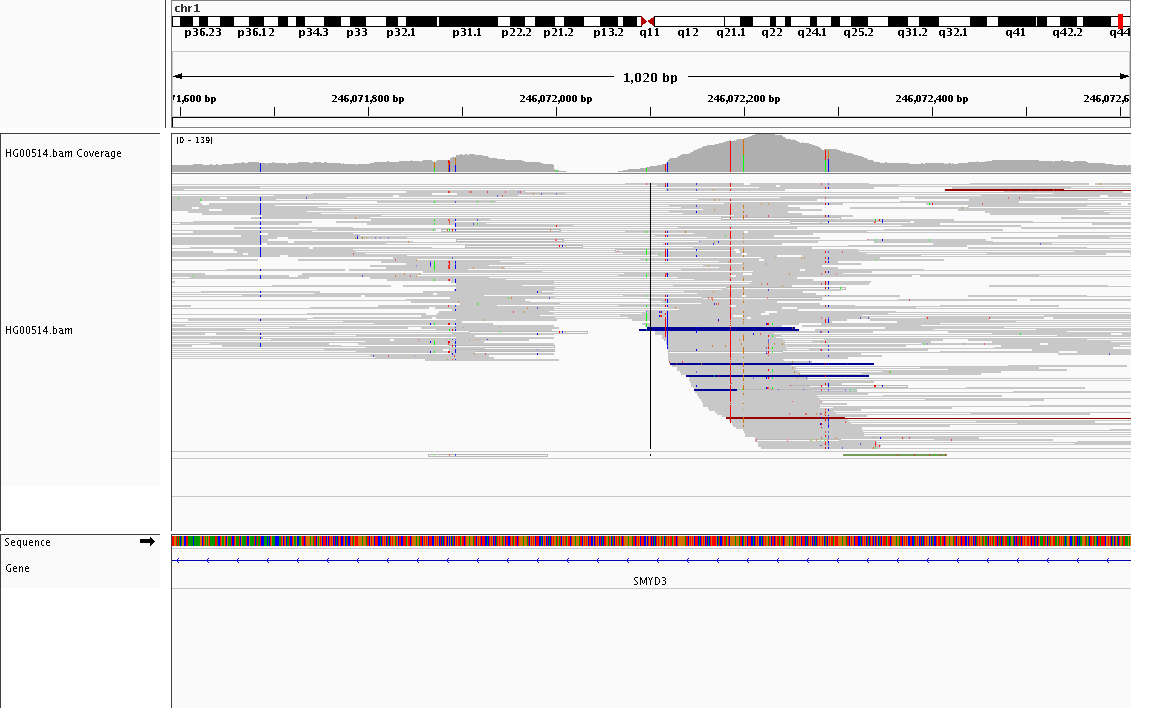 chr1
p36.23 p36.12 p34.3 p33 p32.1 p31.1 p22.2 p21.2 p13.2 q11 q12 q21.1 q22 q24.1 q25.2 q31.2 q32.1 q41 q42.2 q44
1,020 bp
71,600 bp 246,071,800 bp 246,072,000 bp 246,072,200 bp 246,072,400 bp 246,072,6
HG00514.bam Coverage
[0 - 139]
HG00514.bam
Sequence
Gene
SMYD3